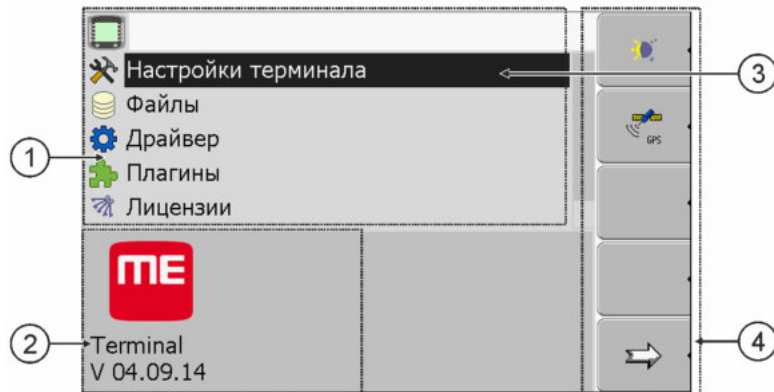 Настройки терминала
Файлы
Драйвер
Плагины
Лицензии
GPS
ME
Terminal
V 04.09.14
1
2
3
4